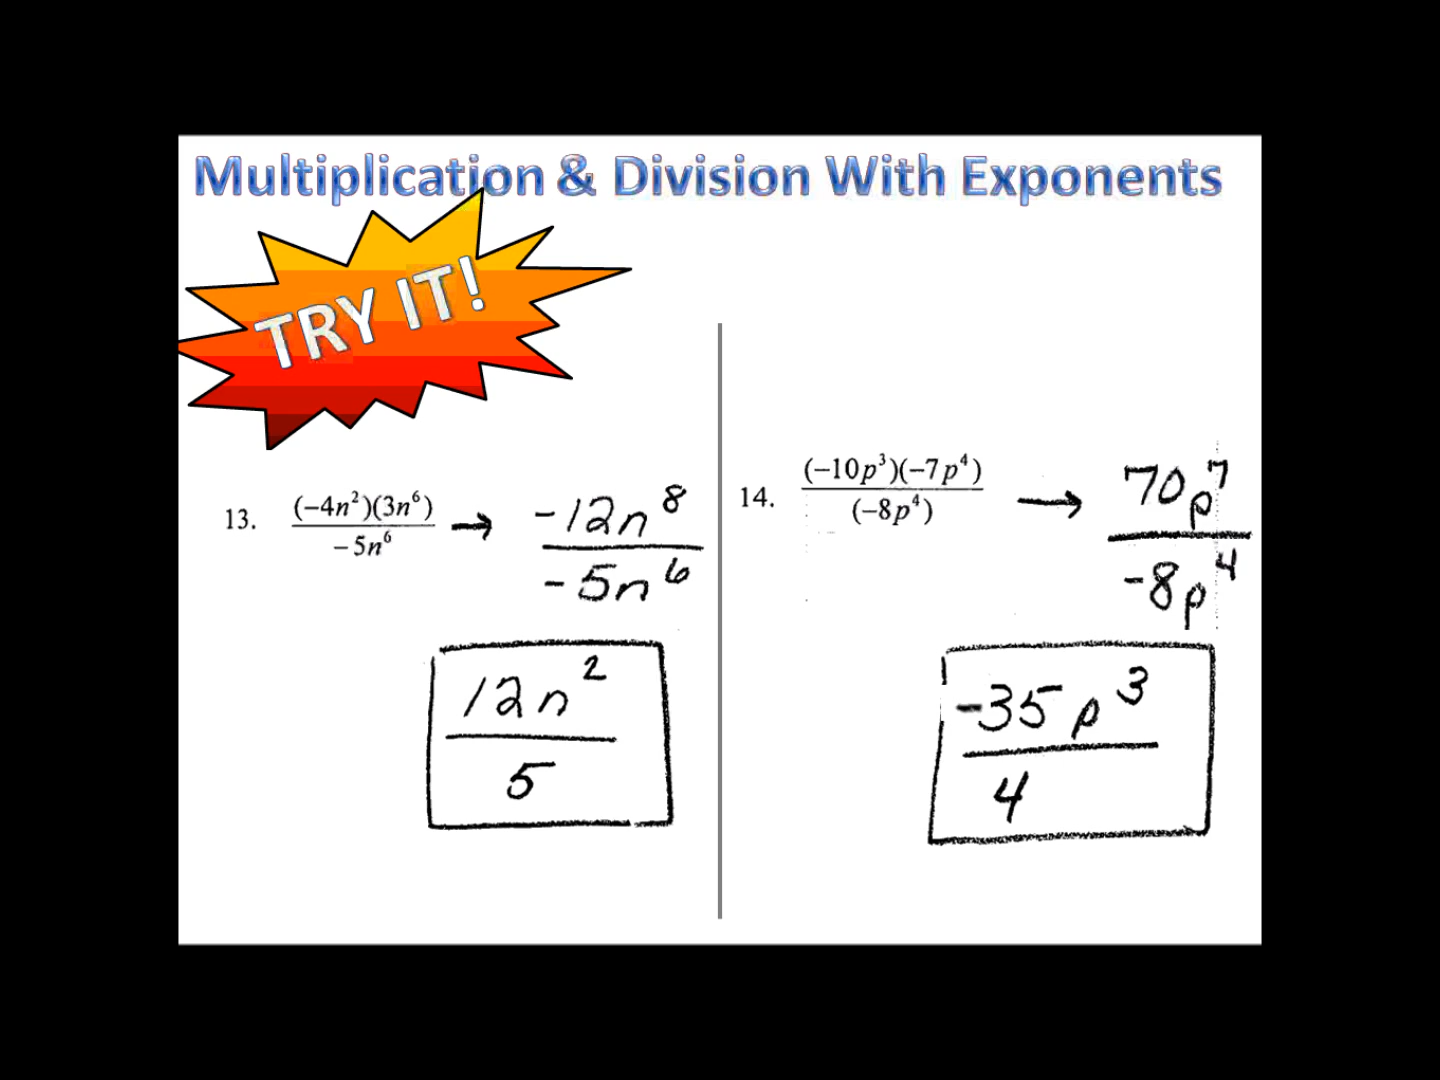 Multiplication & Division With Exponents
TRY IT!
13. (−4n²)(3n⁶) / −5n⁶ → -12n⁸ / -5n⁶
12n² / 5
14. (−10p³)(−7p⁴) / (−8p⁴) → 70p⁷ / -8p⁴
-35p³ / 4